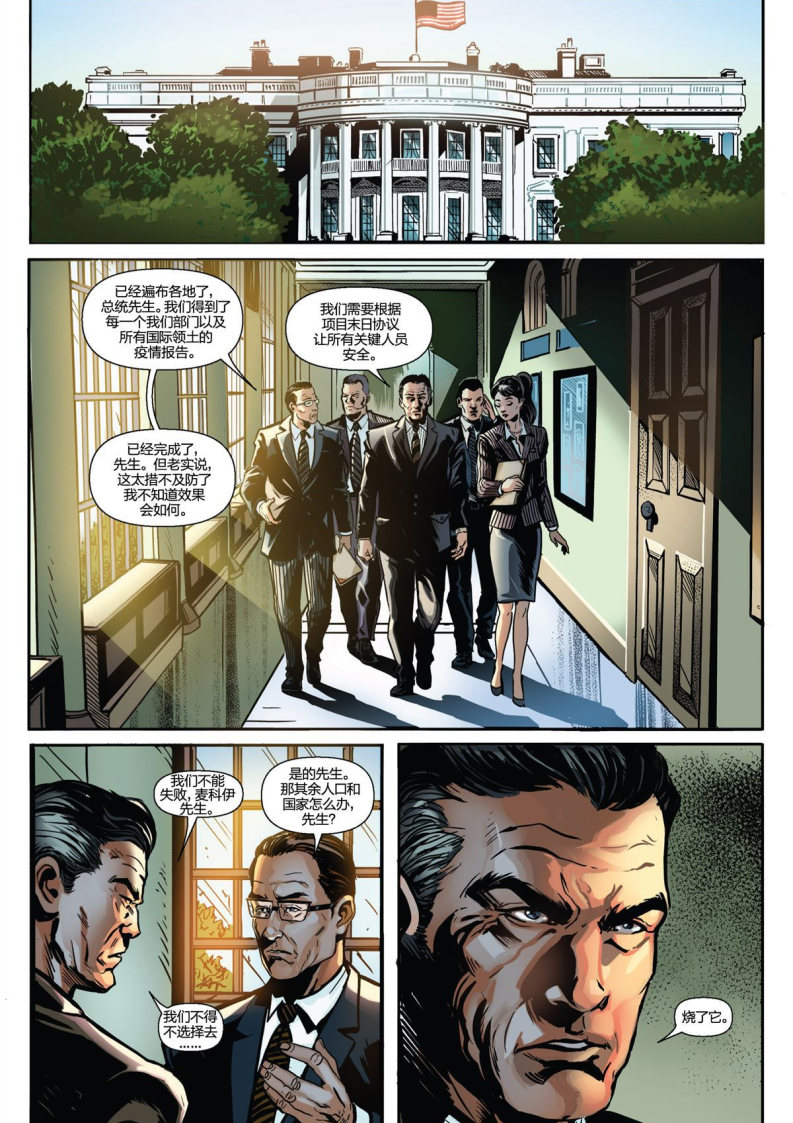 已经遍布各地了，
总统先生。我们得到了
每一个我们部门以及
所有国际领土的
疫情报告。
我们需要根据
项目末日协议
让所有关键人员
安全。
已经完成了，
先生。但老实说，
这太措不及防了
我不知道效果
会如何。
我们不能
失败，麦科伊
先生。
是的先生。
那其余人口和
国家怎么办，
先生？
我们不得
不选择去
……
烧了它。